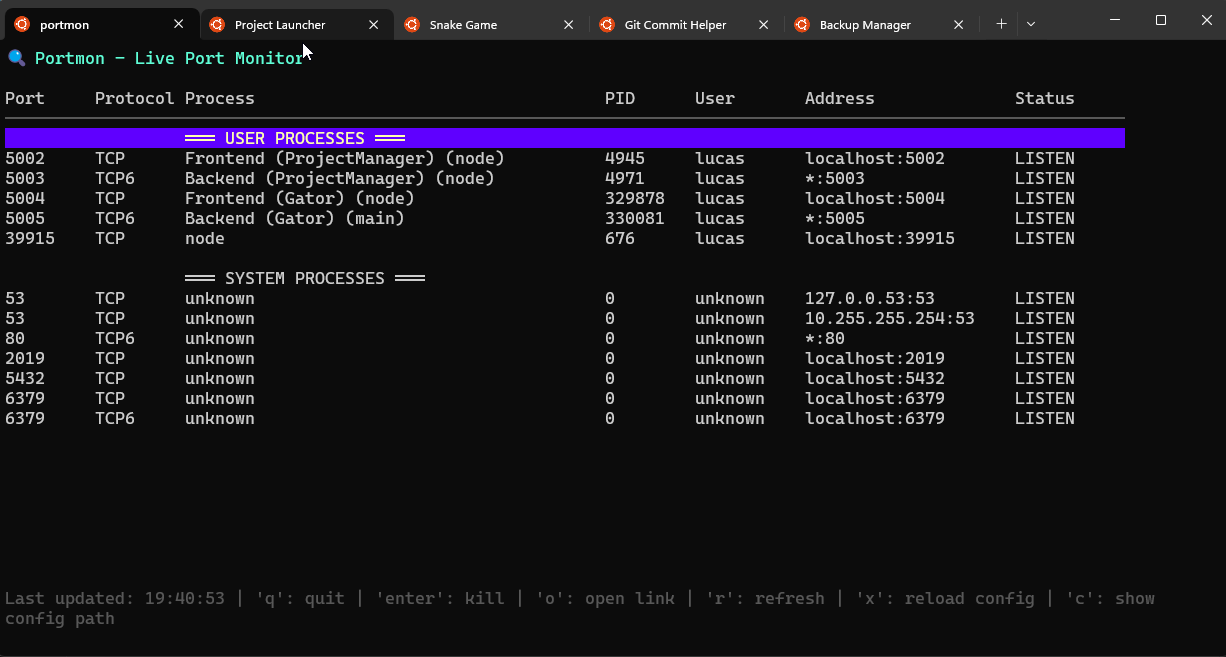 portmon Project Launcher Snake Game Git Commit Helper Backup Manager
Portmon - Live Port Monitor
Port Protocol Process PID User Address Status
═══ USER PROCESSES ═══
5002 TCP Frontend (ProjectManager) (node) 4945 lucas localhost:5002 LISTEN
5003 TCP6 Backend (ProjectManager) (node) 4971 lucas *:5003 LISTEN
5004 TCP Frontend (Gator) (node) 329878 lucas localhost:5004 LISTEN
5005 TCP6 Backend (Gator) (main) 330081 lucas *:5005 LISTEN
39915 TCP node 676 lucas localhost:39915 LISTEN
═══ SYSTEM PROCESSES ═══
53 TCP unknown 0 unknown 127.0.0.53:53 LISTEN
53 TCP unknown 0 unknown 10.255.255.254:53 LISTEN
80 TCP6 unknown 0 unknown *:80 LISTEN
2019 TCP unknown 0 unknown localhost:2019 LISTEN
5432 TCP unknown 0 unknown localhost:5432 LISTEN
6379 TCP unknown 0 unknown localhost:6379 LISTEN
6379 TCP6 unknown 0 unknown localhost:6379 LISTEN
Last updated: 19:40:53 | 'q': quit | 'enter': kill | 'o': open link | 'r': refresh | 'x': reload config | 'c': show
config path